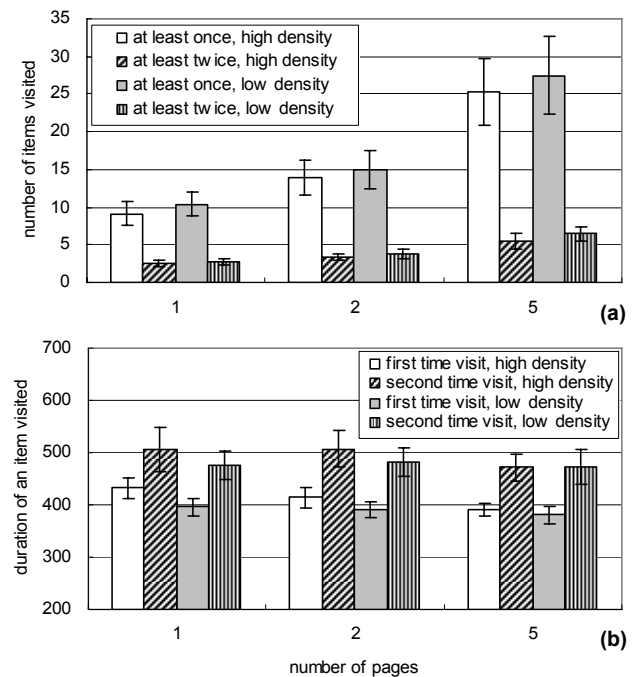 35
30
25
20
15
10
5
0
number of items visited
at least once, high density
at least twice, high density
at least once, low density
at least twice, low density
1
2
5
(a)
700
600
500
400
300
200
duration of an item visited
first time visit, high density
second time visit, high density
first time visit, low density
second time visit, low density
1
2
5
(b)
number of pages